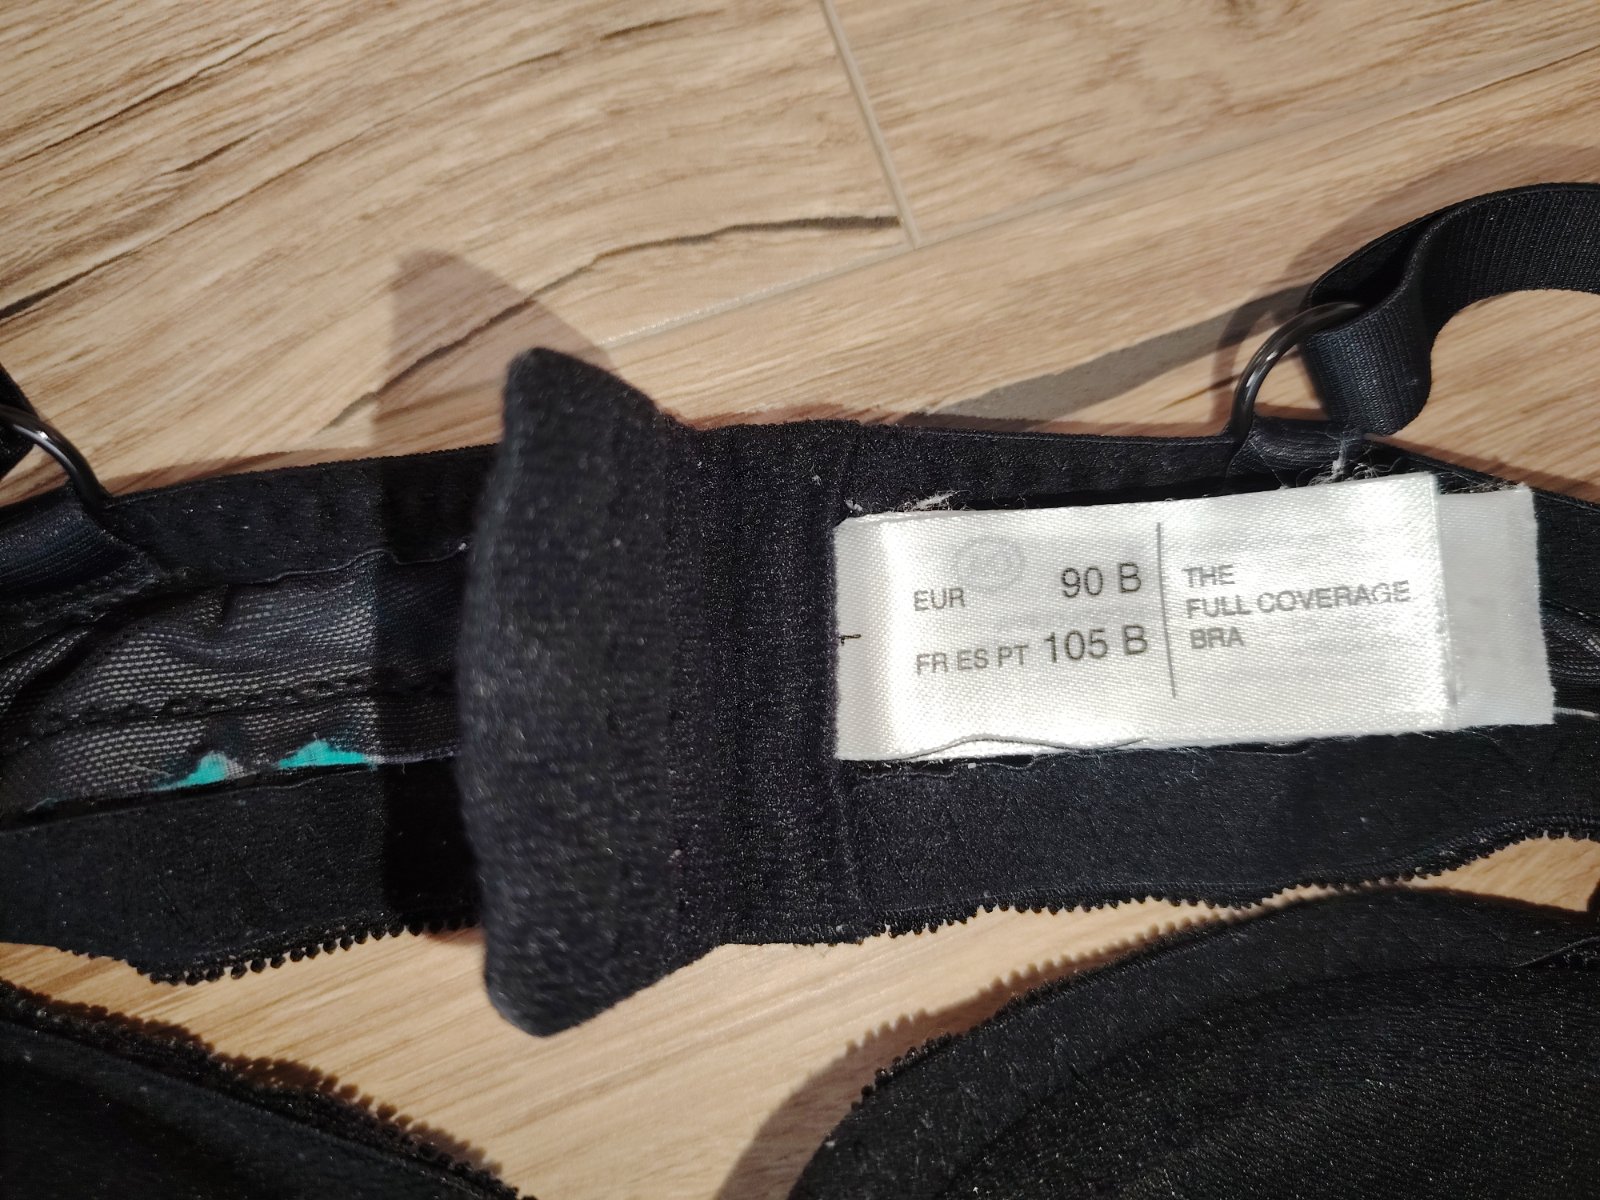 EUR 90 B
FR ES PT 105 B
THE
FULL COVERAGE
BRA